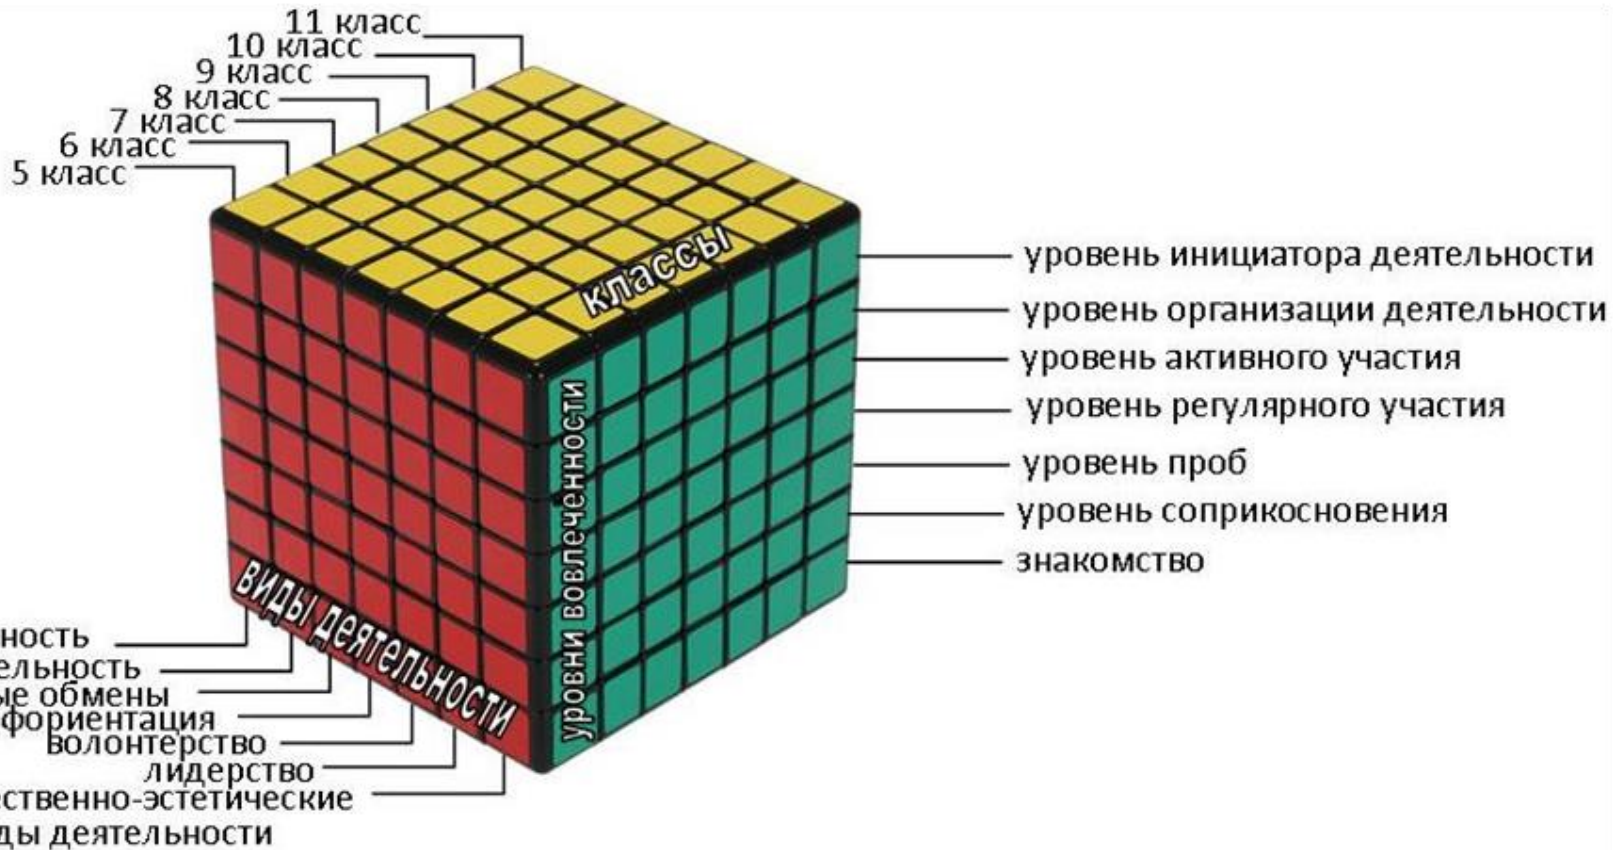 11 класс
10 класс
9 класс
8 класс
7 класс
6 класс
5 класс
классы
уровни вовлеченности
виды деятельности
уровень инициатора деятельности
уровень организации деятельности
уровень активного участия
уровень регулярного участия
уровень проб
уровень соприкосновения
знакомство
ность
ельность
ые обмены
фориентация
волонтерство
лидерство
ественно-эстетические
ды деятельности